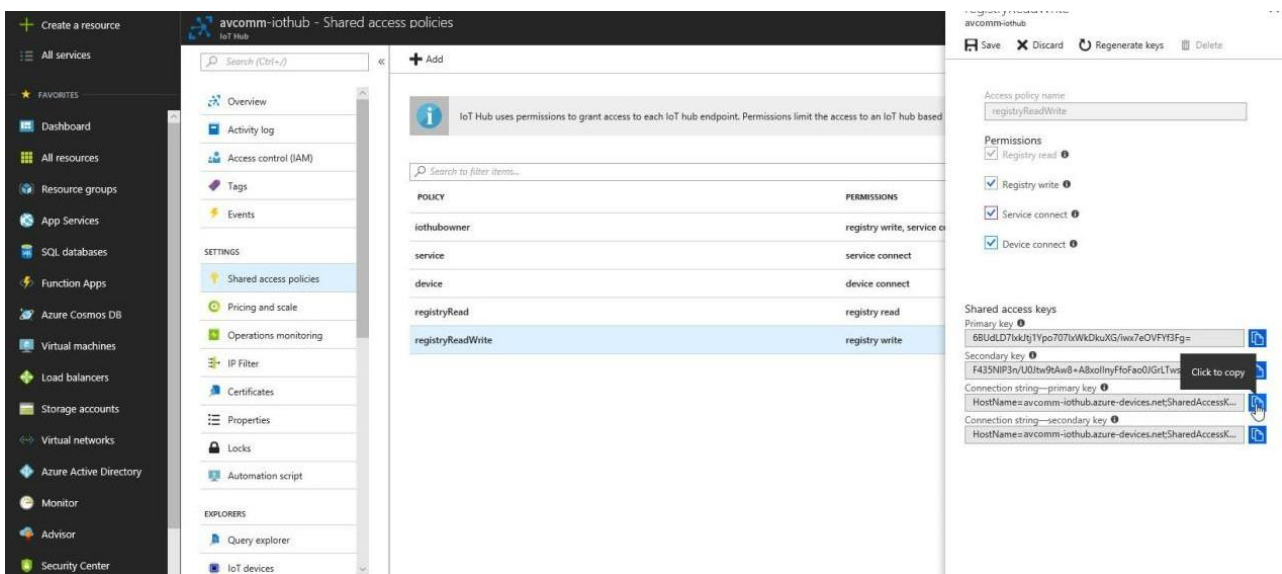 Create a resource
All services
FAVORITES
Dashboard
All resources
Resource groups
App Services
SQL databases
Function Apps
Azure Cosmos DB
Virtual machines
Load balancers
Storage accounts
Virtual networks
Azure Active Directory
Monitor
Advisor
Security Center
avcomm-iothub - Shared access policies
IoT Hub
Search (Ctrl+/)
«
Overview
Activity log
Access control (IAM)
Tags
Events
SETTINGS
Shared access policies
Pricing and scale
Operations monitoring
IP Filter
Certificates
Properties
Locks
Automation script
EXPLORERS
Query explorer
IoT devices
Add
IoT Hub uses permissions to grant access to each IoT hub endpoint. Permissions limit the access to an IoT hub based
Search to filter items...
POLICY PERMISSIONS
iothubowner registry write, service
service service connect
device device connect
registryRead registry read
registryReadWrite registry write
registryReadWrite
avcomm-iothub
Save Discard Regenerate keys Delete
Access policy name
registryReadWrite
Permissions
Registry read
Registry write
Service connect
Device connect
Shared access keys
Primary key
Secondary key
Click to copy
Connection string—primary key
HostName=avcomm-iothub.azure-devices.net;SharedAccessK...
Connection string—secondary key
HostName=avcomm-iothub.azure-devices.net;SharedAccessK...